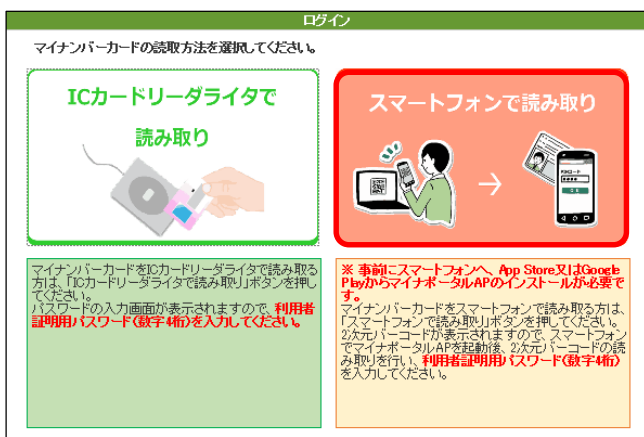 ログイン
マイナンバーカードの読取方法を選択してください。
ICカードリーダライタで
読み取り
スマートフォンで読み取り
マイナンバーカードをICカードリーダライタで読み取る
方は、「ICカードリーダライタで読み取り」ボタンを押し
てください。
パスワードの入力画面が表示されますので、利用者
証明用パスワード(数字4桁)を入力してください。
※ 事前にスマートフォンへ、App Store又はGoogle
PlayからマイナポータルAPのインストールが必要で
す。
マイナンバーカードをスマートフォンで読み取る方は、
「スマートフォンで読み取り」ボタンを押してください。
2次元バーコードが表示されますので、スマートフォン
でマイナポータルAPを起動後、2次元バーコードの読
み取りを行い、利用者証明用パスワード(数字4桁)
を入力してください。